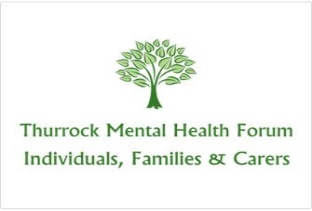 Thurrock Mental Health Forum
Individuals, Families & Carers